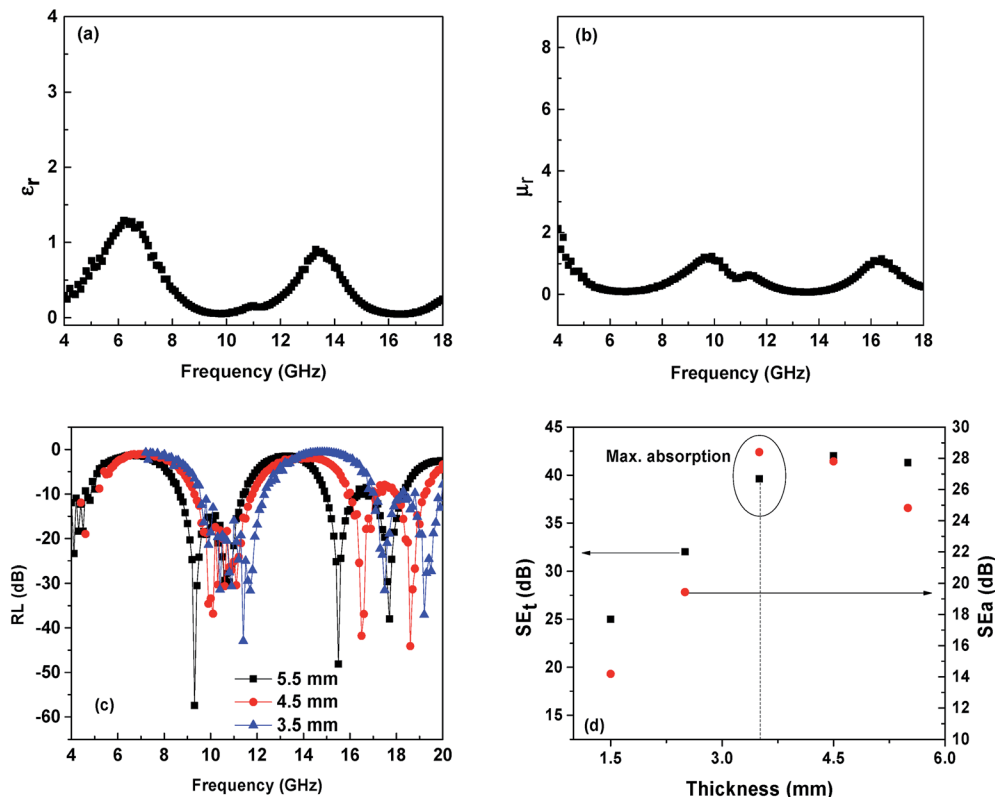 (a)
εr
4
3
2
1
0
4 6 8 10 12 14 16 18
Frequency (GHz)
(b)
μr
8
6
4
2
0
4 6 8 10 12 14 16 18
Frequency (GHz)
(c)
RL (dB)
0
-10
-20
-30
-40
-50
-60
5.5 mm
4.5 mm
3.5 mm
4 6 8 10 12 14 16 18 20
Frequency (GHz)
(d)
SEt (dB)
45
40
35
30
25
20
15
Max. absorption
30
28
26
24
22
20
18
16
14
12
10
SEa (dB)
1.5 3.0 4.5 6.0
Thickness (mm)